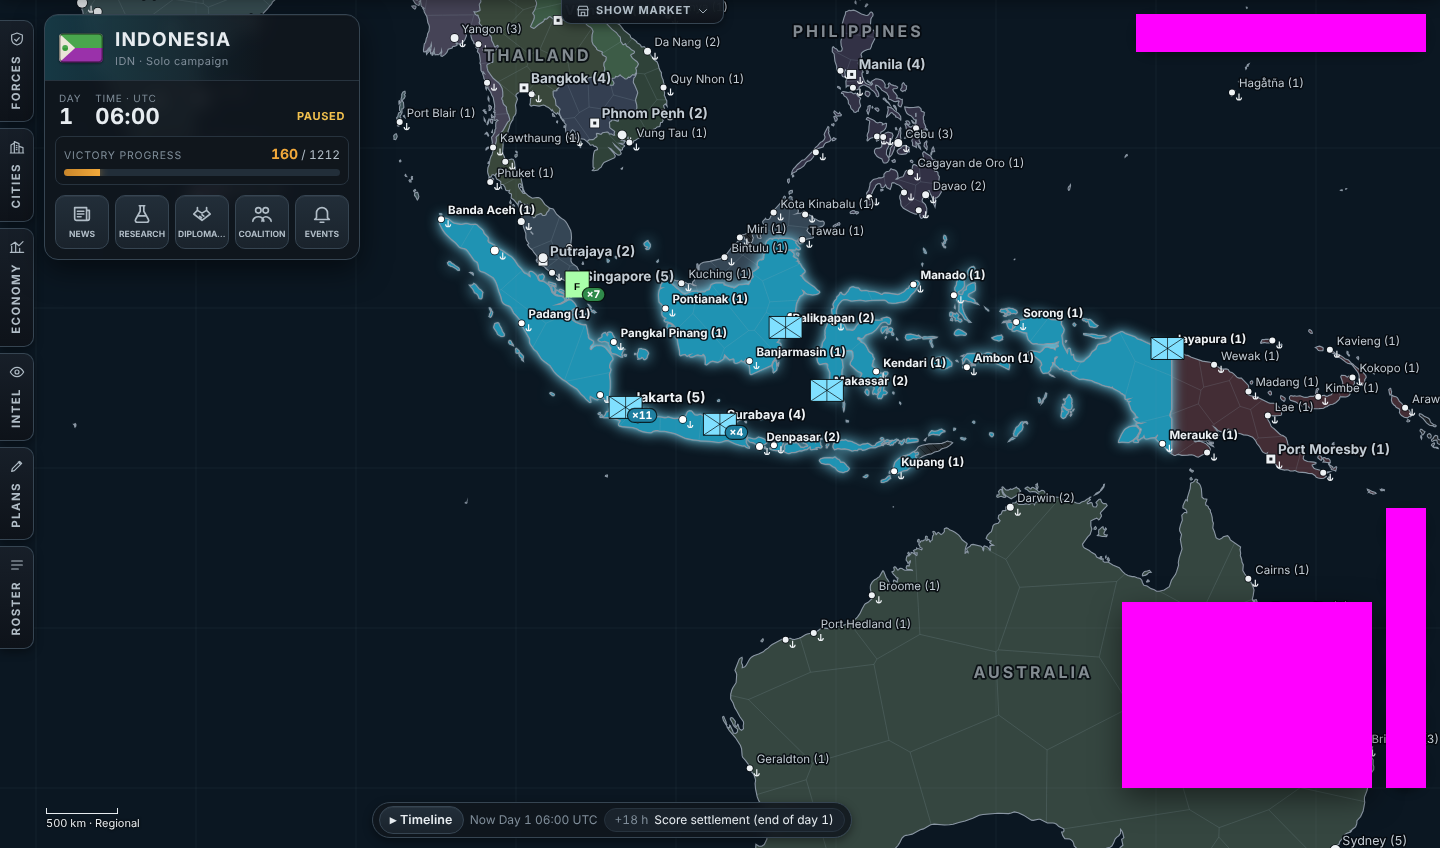 SHOW MARKET
INDONESIA
IDN · Solo campaign
DAY
TIME · UTC
1
06:00
PAUSED
VICTORY PROGRESS
160 / 1212
NEWS
RESEARCH
DIPLOMA...
COALITION
EVENTS
FORCES
CITIES
ECONOMY
INTEL
PLANS
ROSTER
PHILIPPINES
THAILAND
Yangon (3)
Da Nang (2)
Bangkok (4)
Quy Nhon (1)
Manila (4)
Hagåtña (1)
Port Blair (1)
Phnom Penh (2)
Kawthaung (1)
Vung Tau (1)
Cebu (3)
Phuket (1)
Cagayan de Oro (1)
Davao (2)
Banda Aceh (1)
Kota Kinabalu (1)
Miri (1)
Tawau (1)
Bintulu (1)
Putrajaya (2)
Singapore (5)
F
×7
Kuching (1)
Manado (1)
Pontianak (1)
Padang (1)
Balikpapan (2)
Sorong (1)
Pangkal Pinang (1)
ayapura (1)
Kavieng (1)
Banjarmasin (1)
Kendari (1)
Ambon (1)
Wewak (1)
Kokopo (1)
Makassar (2)
Madang (1)
Kimbe (1)
Jakarta (5)
×11
Araw
Surabaya (4)
×4
Lae (1)
Denpasar (2)
Merauke (1)
Port Moresby (1)
Kupang (1)
Darwin (2)
Cairns (1)
Broome (1)
Port Hedland (1)
AUSTRALIA
Bri
3)
Geraldton (1)
Sydney (5)
500 km · Regional
▸ Timeline
Now Day 1 06:00 UTC
+18 h Score settlement (end of day 1)